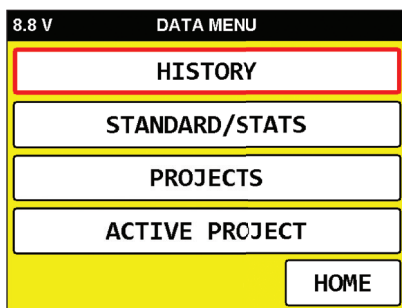 8.8 V DATA MENU
HISTORY
STANDARD/STATS
PROJECTS
ACTIVE PROJECT
HOME